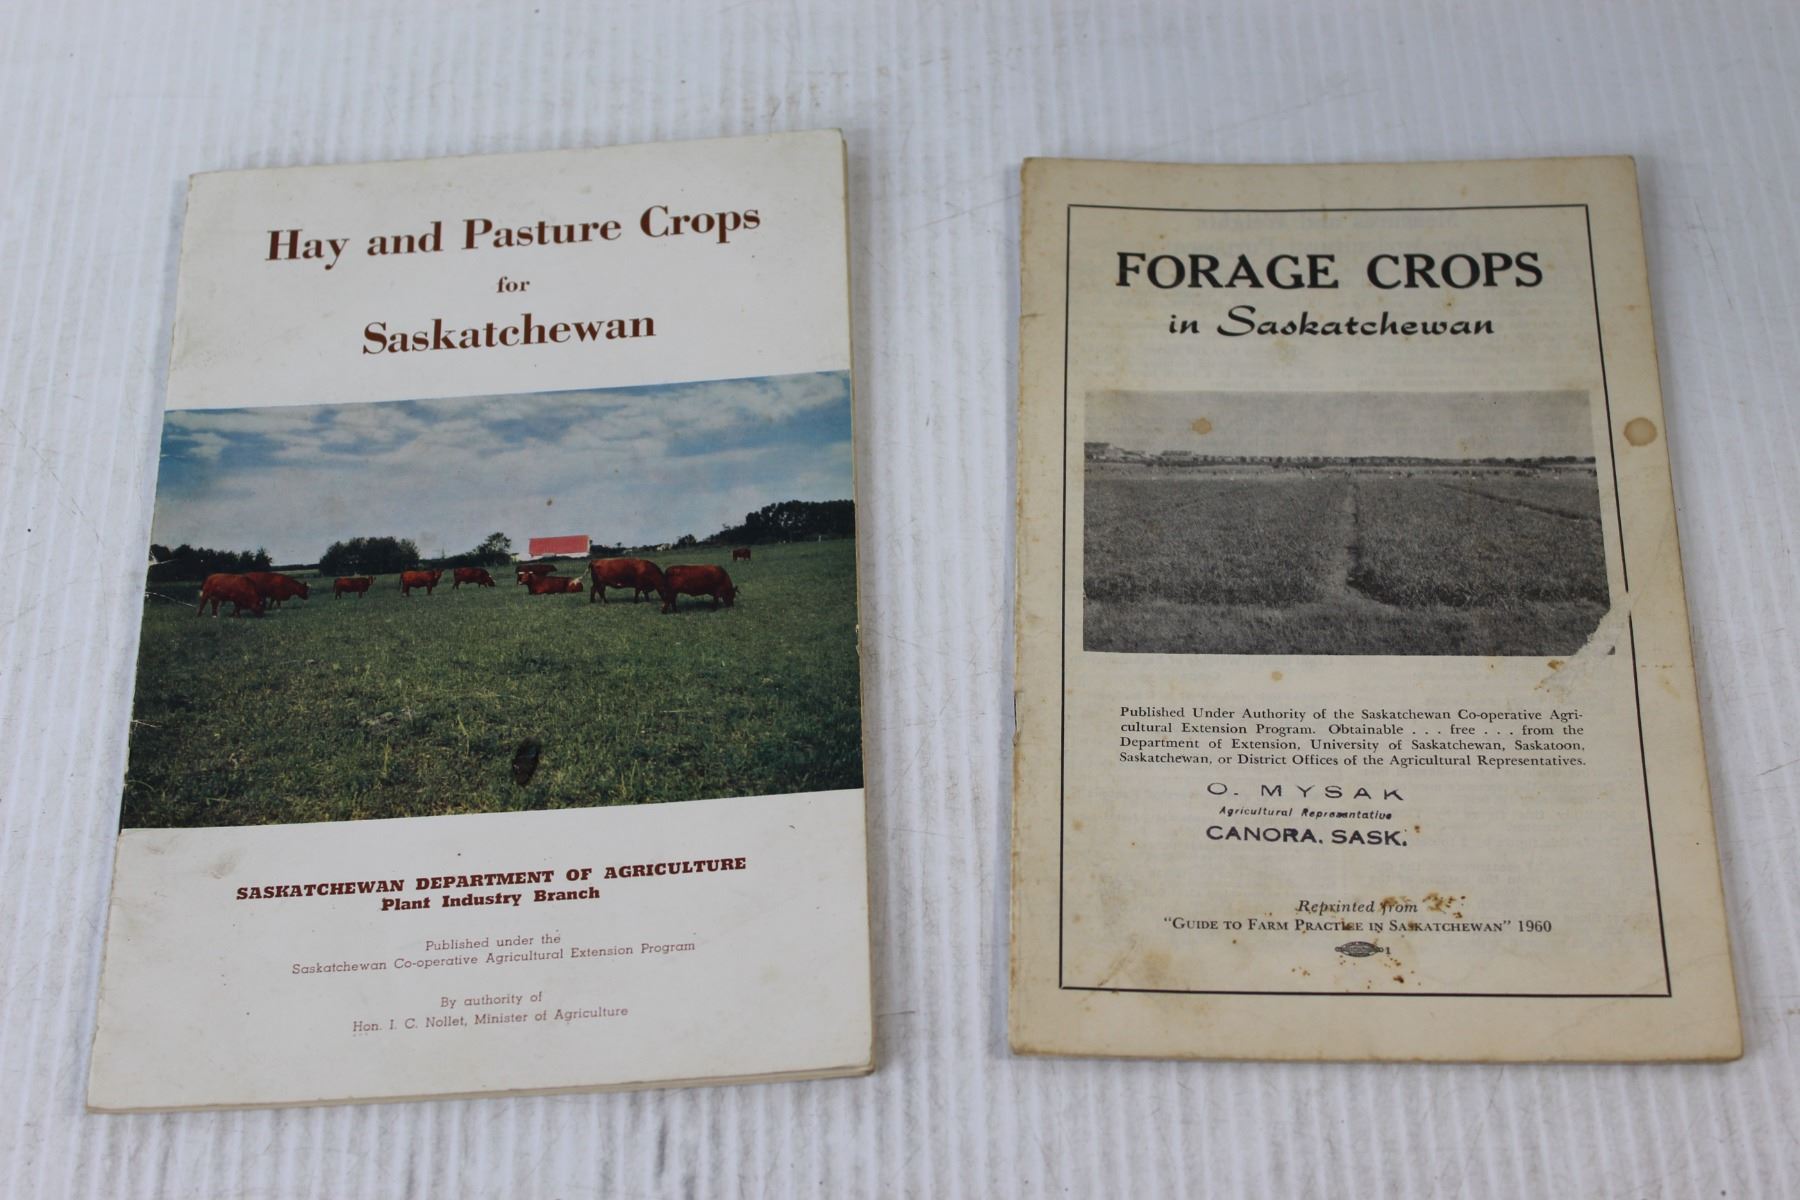 Hay and Pasture Crops
for
Saskatchewan
SASKATCHEWAN DEPARTMENT OF AGRICULTURE
Plant Industry Branch
Published under the
Saskatchewan Co-operative Agricultural Extension Program
By authority of
Hon. I. C. Nollet, Minister of Agriculture
FORAGE CROPS
in Saskatchewan
Published Under Authority of the Saskatchewan Co-operative Agri-
cultural Extension Program. Obtainable . . . free . . . from the
Department of Extension, University of Saskatchewan, Saskatoon,
Saskatchewan, or District Offices of the Agricultural Representatives.
O. MYSAK
Agricultural Representative
CANORA, SASK.
Reprinted from
"GUIDE TO FARM PRACTICE IN SASKATCHEWAN" 1960
1